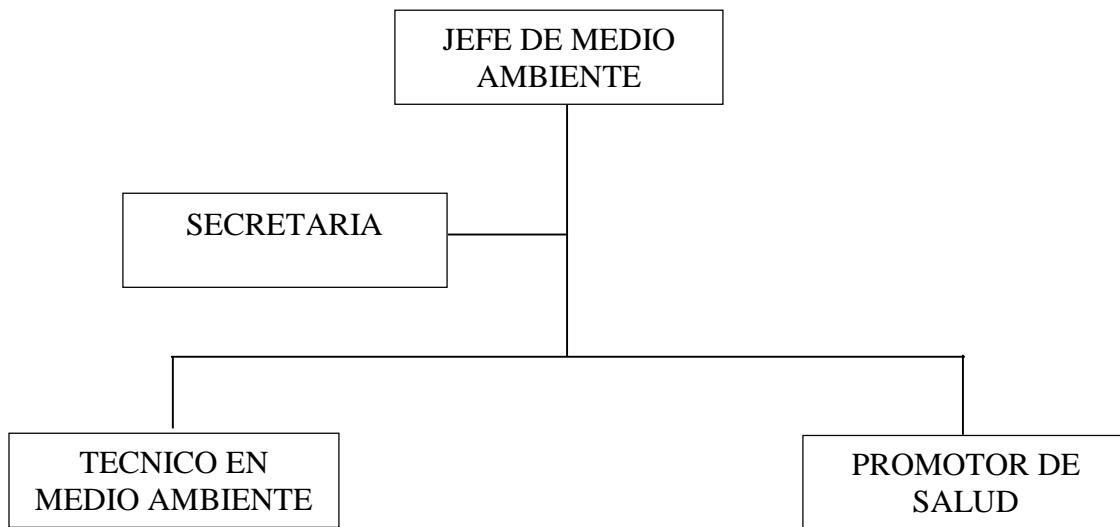 JEFE DE MEDIO
AMBIENTE
SECRETARIA
TECNICO EN
MEDIO AMBIENTE
PROMOTOR DE
SALUD